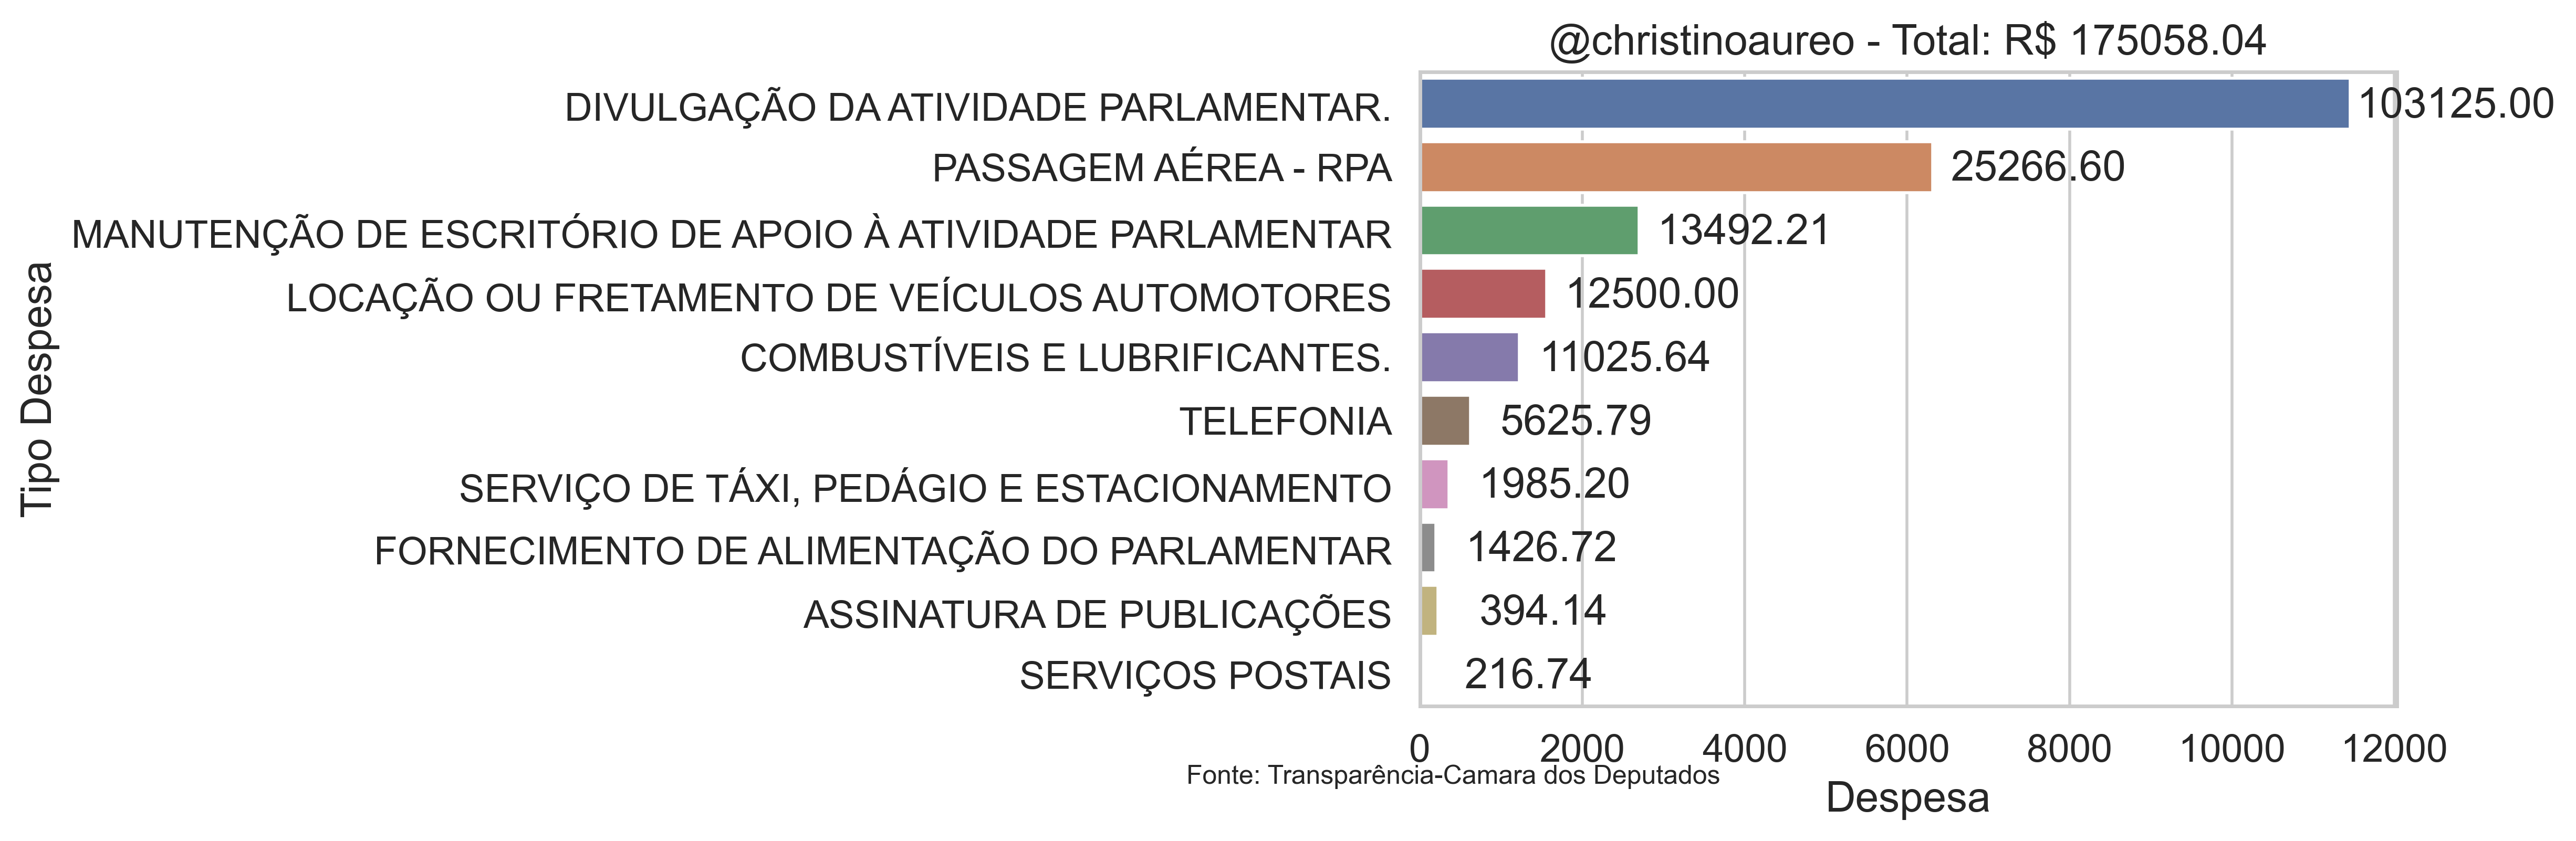 @christinoaureo - Total: R$ 175058.04
DIVULGAÇÃO DA ATIVIDADE PARLAMENTAR. 103125.00
PASSAGEM AÉREA - RPA 25266.60
MANUTENÇÃO DE ESCRITÓRIO DE APOIO À ATIVIDADE PARLAMENTAR 13492.21
LOCAÇÃO OU FRETAMENTO DE VEÍCULOS AUTOMOTORES 12500.00
COMBUSTÍVEIS E LUBRIFICANTES. 11025.64
TELEFONIA 5625.79
SERVIÇO DE TÁXI, PEDÁGIO E ESTACIONAMENTO 1985.20
FORNECIMENTO DE ALIMENTAÇÃO DO PARLAMENTAR 1426.72
ASSINATURA DE PUBLICAÇÕES 394.14
SERVIÇOS POSTAIS 216.74
Tipo Despesa
0 2000 4000 6000 8000 10000 12000
Fonte: Transparência-Camara dos Deputados
Despesa